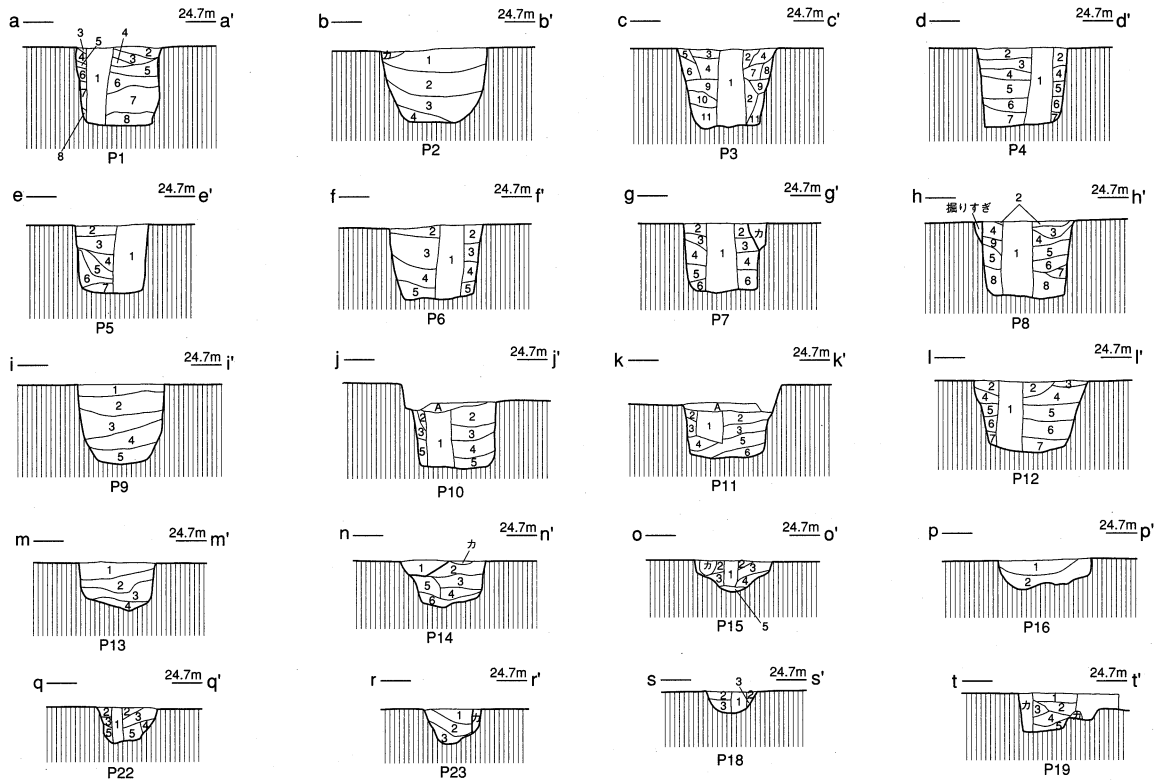 a 24.7m a'
3 5 4
4 6 7 1 2 3 5 6 7 8
8
P1
b b'
カ 1 2 3 4
P2
c 24.7m c'
5 3 2 4
6 4 1 7 8
9 9
10 2
11 11
P3
d 24.7m d'
2 2
3 4 1 4
5 5
6 6
7 7
P4
e 24.7m e'
2
3 1
4
5
6
7
P5
f 24.7m f'
2 2
3 3
1
4 4
5 5
P6
g 24.7m g'
2 2 カ
3 3
4 1 4
5
6 6
P7
h 24.7m h'
掘りすぎ 2
4 3
9 1 4
5 5
6
7
8 8
P8
i 24.7m i'
1
2
3
4
5
P9
j 24.7m j'
A
2 2
3 3
1 4
5 5
P10
k 24.7m k'
A
2 1 2
3 3
4 5
6
P11
l 24.7m l'
2 3
4 4
5 1 5
6 6
7 7
P12
m 24.7m m'
1
2
3
4
P13
n 24.7m n'
カ
1 2
3
5 4
6
P14
o 24.7m o'
カ 2 1 2 3
3 4
5
P15
p 24.7m p'
1
2
P16
q 24.7m q'
2 2
3 1 3
4
5 5
P22
r 24.7m r'
1 カ
2
3
P23
s 24.7m s'
3
2 1 2
3
P18
t 24.7m t'
カ 1
3 2
4 カ
5
P19